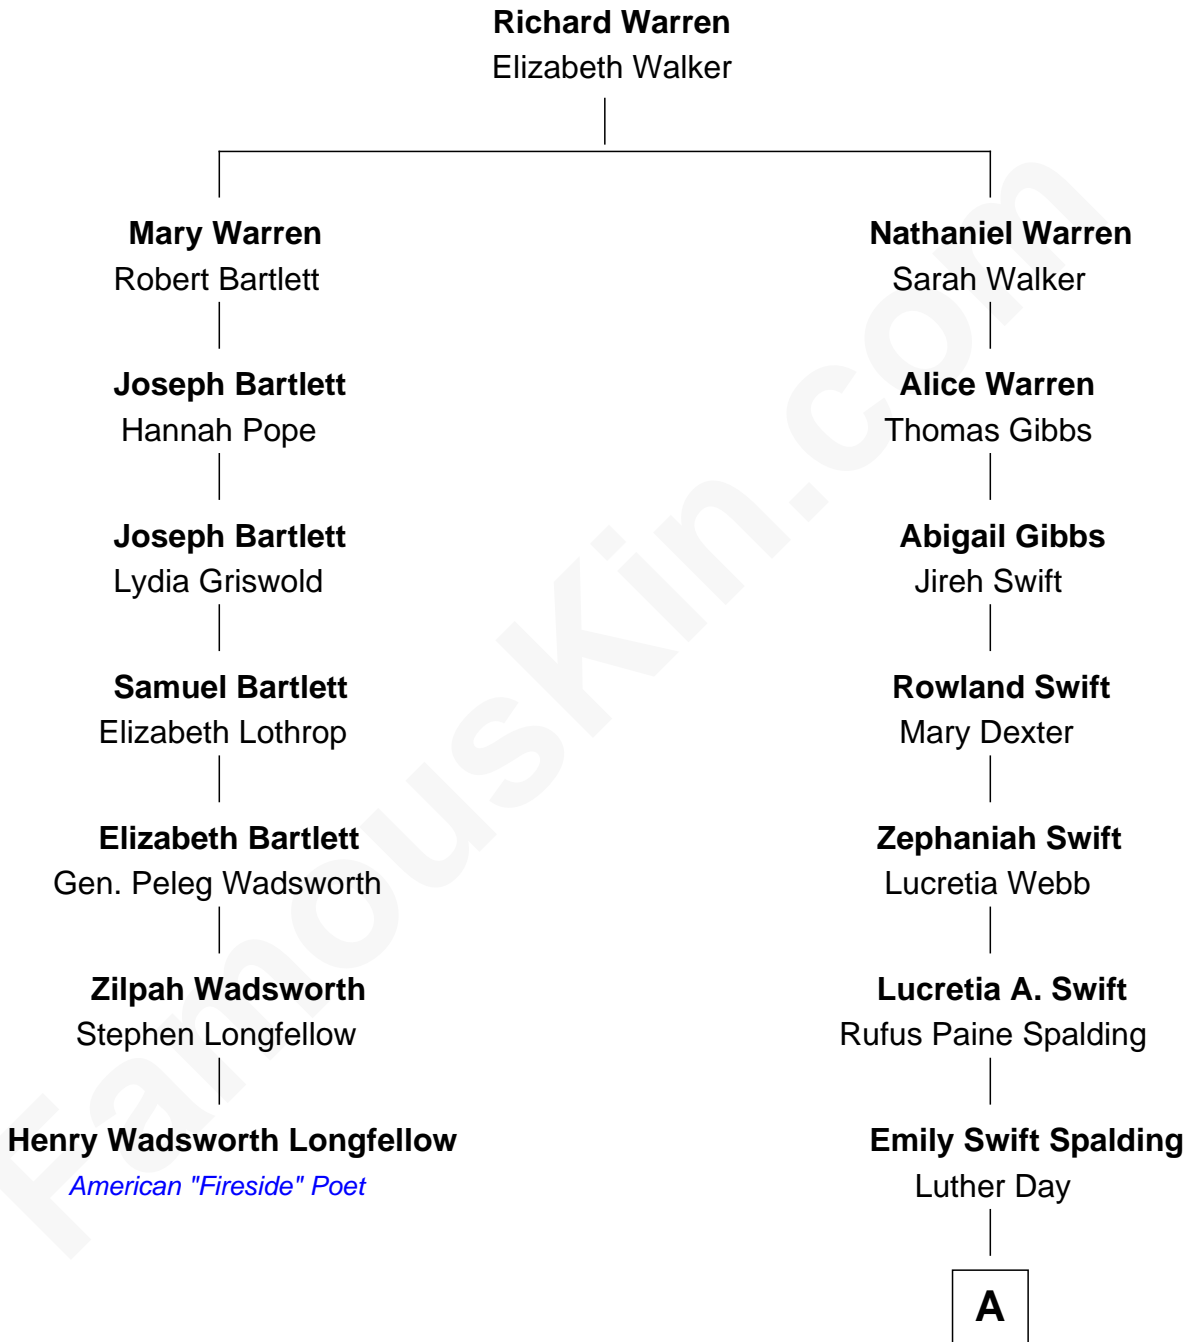 Richard Warren
Elizabeth Walker
Mary Warren
Robert Bartlett
Nathaniel Warren
Sarah Walker
Joseph Bartlett
Hannah Pope
Alice Warren
Thomas Gibbs
Joseph Bartlett
Lydia Griswold
Abigail Gibbs
Jireh Swift
Samuel Bartlett
Elizabeth Lothrop
Rowland Swift
Mary Dexter
Elizabeth Bartlett
Gen. Peleg Wadsworth
Zephaniah Swift
Lucretia Webb
Zilpah Wadsworth
Stephen Longfellow
Lucretia A. Swift
Rufus Paine Spalding
Henry Wadsworth Longfellow
American "Fireside" Poet
Emily Swift Spalding
Luther Day
A
FamousKin.com